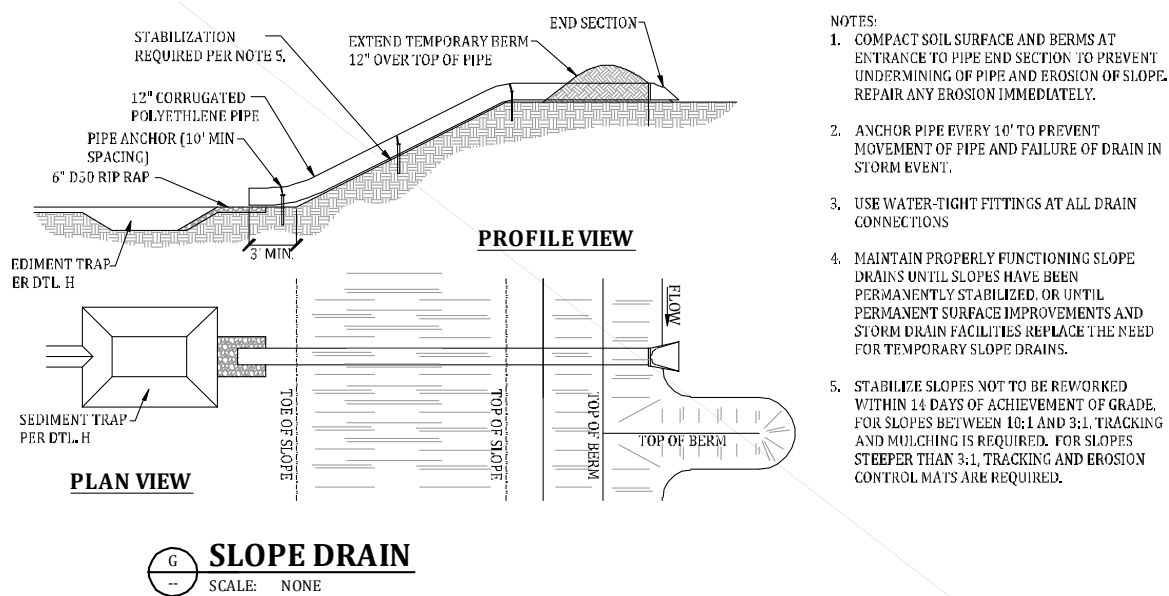 STABILIZATION
REQUIRED PER NOTE 5.
12" CORRUGATED
POLYETHLENE PIPE
PIPE ANCHOR (10' MIN
SPACING)
6" D50 RIP RAP
EXTEND TEMPORARY BERM
12" OVER TOP OF PIPE
END SECTION
3' MIN.
EDIMENT TRAP
ER DTL. H
PROFILE VIEW
FLOW
TOE OF SLOPE
TOP OF SLOPE
TOP OF BERM
TOP OF BERM
SEDIMENT TRAP
PER DTL. H
PLAN VIEW
G
--
SLOPE DRAIN
SCALE: NONE
NOTES:
1. COMPACT SOIL SURFACE AND BERMS AT
ENTRANCE TO PIPE END SECTION TO PREVENT
UNDERMINING OF PIPE AND EROSION OF SLOPE.
REPAIR ANY EROSION IMMEDIATELY.
2. ANCHOR PIPE EVERY 10' TO PREVENT
MOVEMENT OF PIPE AND FAILURE OF DRAIN IN
STORM EVENT.
3. USE WATER-TIGHT FITTINGS AT ALL DRAIN
CONNECTIONS
4. MAINTAIN PROPERLY FUNCTIONING SLOPE
DRAINS UNTIL SLOPES HAVE BEEN
PERMANENTLY STABILIZED, OR UNTIL
PERMANENT SURFACE IMPROVEMENTS AND
STORM DRAIN FACILITIES REPLACE THE NEED
FOR TEMPORARY SLOPE DRAINS.
5. STABILIZE SLOPES NOT TO BE REWORKED
WITHIN 14 DAYS OF ACHIEVEMENT OF GRADE.
FOR SLOPES BETWEEN 10:1 AND 3:1, TRACKING
AND MULCHING IS REQUIRED. FOR SLOPES
STEEPER THAN 3:1, TRACKING AND EROSION
CONTROL MATS ARE REQUIRED.